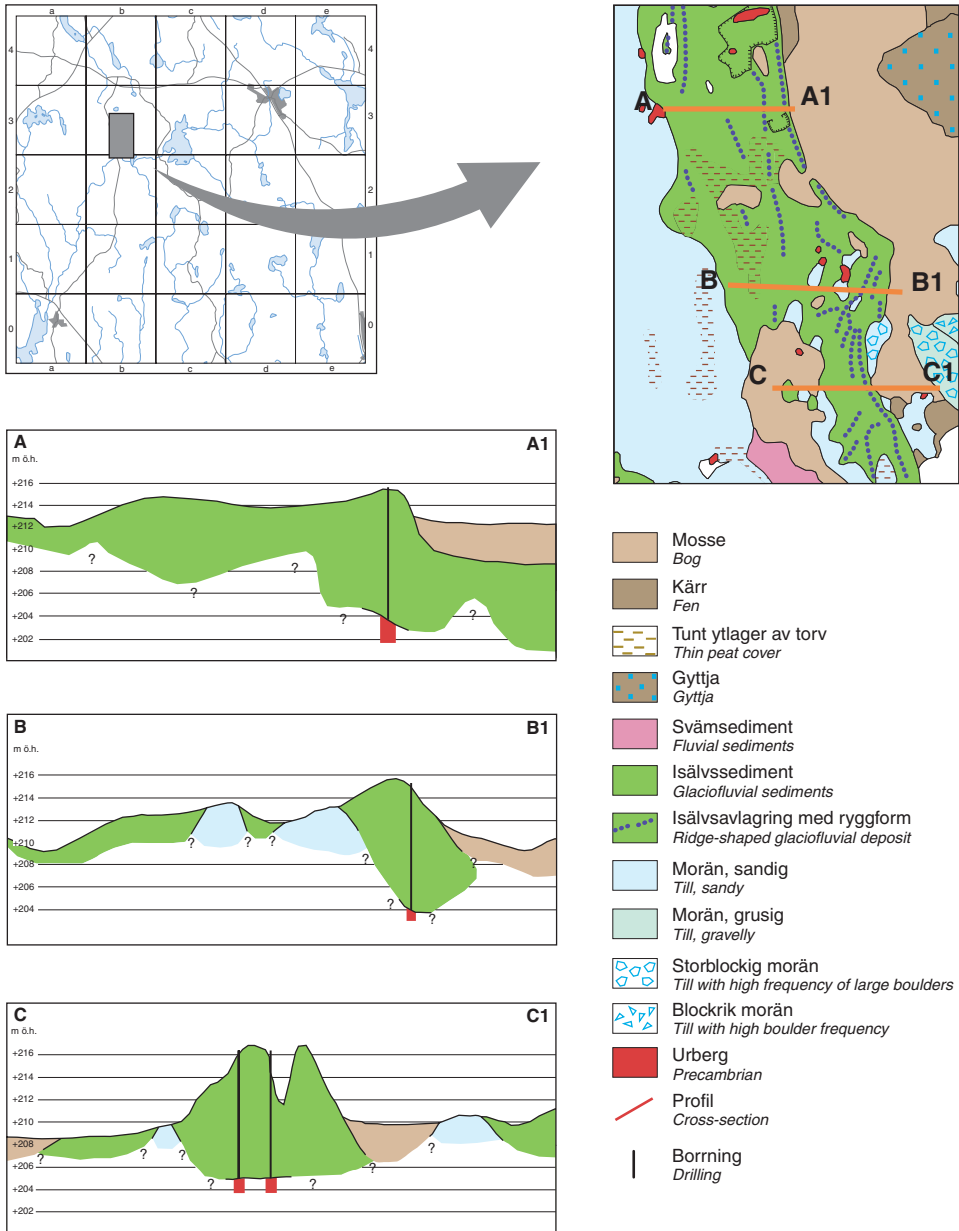 a b c d e
4 4
3 3
2 2
1 1
0 0
a b c d e
A A1
B B1
C C1
A A1
m ö.h.
+216
+214
+212
+210
?
?
+208
?
+206
+204
?
?
+202
B B1
m ö.h.
+216
+214
+212
+210
?
?
?
?
+208
?
+206
+204
?
?
C C1
m ö.h.
+216
+214
+212
+210
+208
?
?
?
?
?
+206
?
?
+204
+202
Mosse
Bog
Kärr
Fen
Tunt ytlager av torv
Thin peat cover
Gyttja
Gyttja
Svämsediment
Fluvial sediments
Isälvssediment
Glaciofluvial sediments
Isälvsavlagring med ryggform
Ridge-shaped glaciofluvial deposit
Morän, sandig
Till, sandy
Morän, grusig
Till, gravelly
Storblockig morän
Till with high frequency of large boulders
Blockrik morän
Till with high boulder frequency
Urberg
Precambrian
Profil
Cross-section
Borrning
Drilling